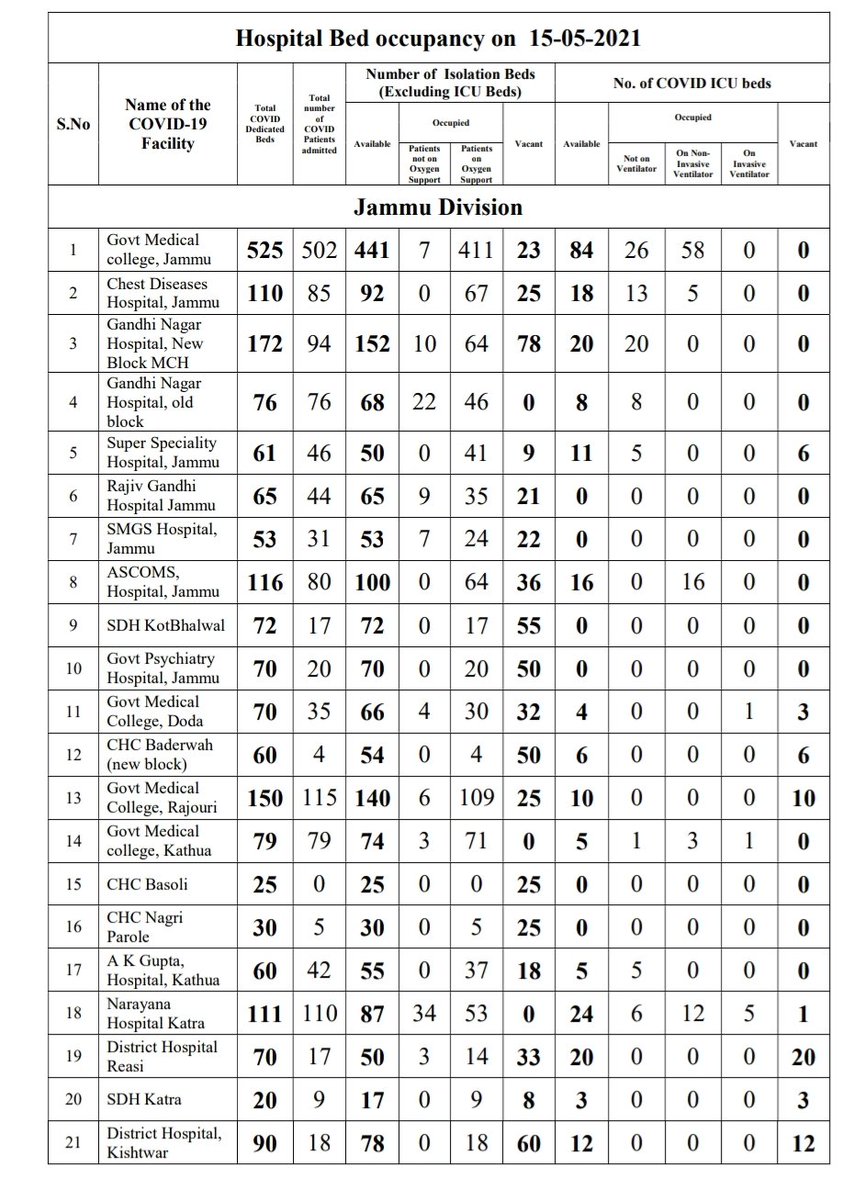 Hospital Bed occupancy on 15-05-2021
S.No
Name of the
COVID-19
Facility
Total
COVID
Dedicated
Beds
Total
number
of
COVID
Patients
admitted
Number of Isolation Beds
(Excluding ICU Beds)
Available
Occupied
Patients
not on
Oxygen
Support
Patients
on
Oxygen
Support
Vacant
No. of COVID ICU beds
Available
Occupied
Not on
Ventilator
On Non-
Invasive
Ventilator
On
Invasive
Ventilator
Vacant
Jammu Division
1 Govt Medical
college, Jammu 525 502 441 7 411 23 84 26 58 0 0
2 Chest Diseases
Hospital, Jammu 110 85 92 0 67 25 18 13 5 0 0
3 Gandhi Nagar
Hospital, New
Block MCH 172 94 152 10 64 78 20 20 0 0 0
4 Gandhi Nagar
Hospital, old
block 76 76 68 22 46 0 8 8 0 0 0
5 Super Speciality
Hospital, Jammu 61 46 50 0 41 9 11 5 0 0 6
6 Rajiv Gandhi
Hospital Jammu 65 44 65 9 35 21 0 0 0 0 0
7 SMGS Hospital,
Jammu 53 31 53 7 24 22 0 0 0 0 0
8 ASCOMS,
Hospital, Jammu 116 80 100 0 64 36 16 0 16 0 0
9 SDH KotBhalwal 72 17 72 0 17 55 0 0 0 0 0
10 Govt Psychiatry
Hospital, Jammu 70 20 70 0 20 50 0 0 0 0 0
11 Govt Medical
College, Doda 70 35 66 4 30 32 4 0 0 1 3
12 CHC Baderwah
(new block) 60 4 54 0 4 50 6 0 0 0 6
13 Govt Medical
College, Rajouri 150 115 140 6 109 25 10 0 0 0 10
14 Govt Medical
college, Kathua 79 79 74 3 71 0 5 1 3 1 0
15 CHC Basoli 25 0 25 0 0 25 0 0 0 0 0
16 CHC Nagri
Parole 30 5 30 0 5 25 0 0 0 0 0
17 A K Gupta,
Hospital, Kathua 60 42 55 0 37 18 5 5 0 0 0
18 Narayana
Hospital Katra 111 110 87 34 53 0 24 6 12 5 1
19 District Hospital
Reasi 70 17 50 3 14 33 20 0 0 0 20
20 SDH Katra 20 9 17 0 9 8 3 0 0 0 3
21 District Hospital,
Kishtwar 90 18 78 0 18 60 12 0 0 0 12